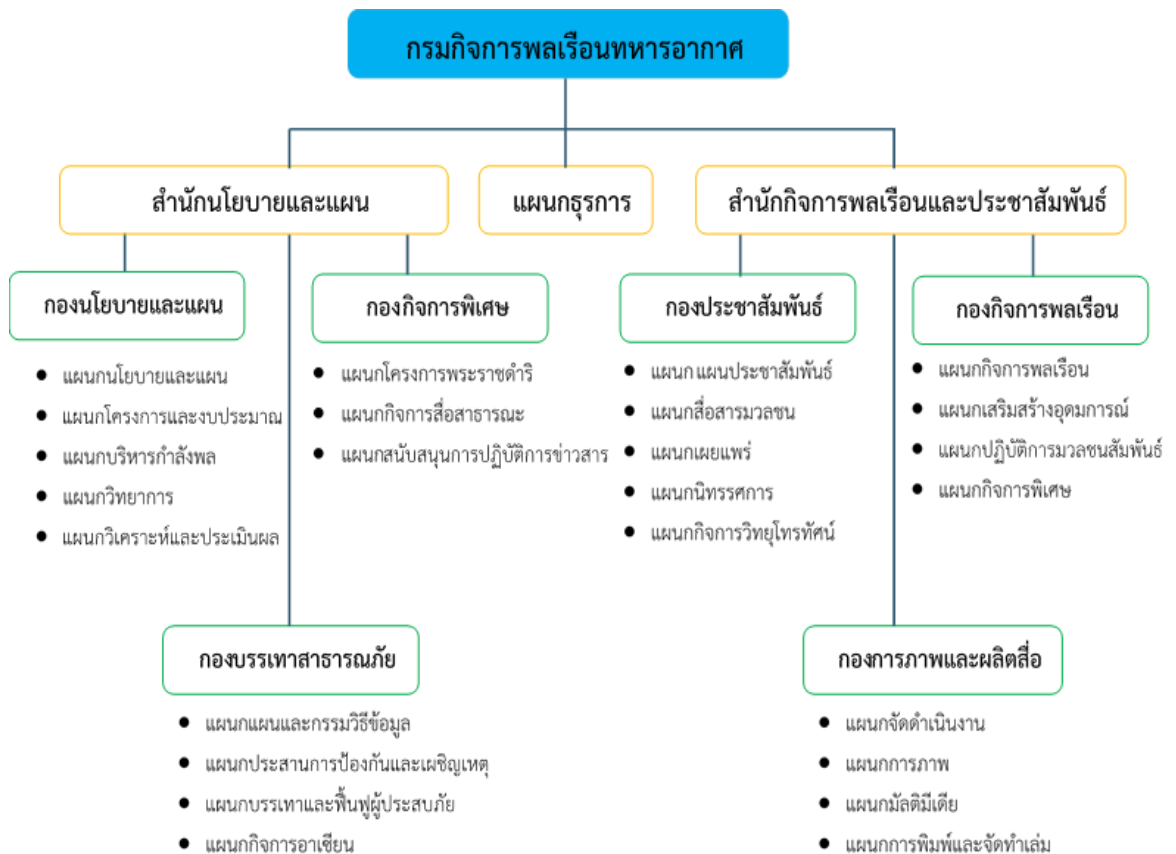 กรมกิจการพลเรือนทหารอากาศ
สำนักนโยบายและแผน
แผนกธุรการ
สำนักกิจการพลเรือนและประชาสัมพันธ์
กองนโยบายและแผน
● แผนกนโยบายและแผน
● แผนกโครงการและงบประมาณ
● แผนกบริหารกำลังพล
● แผนกวิทยาการ
● แผนกวิเคราะห์และประเมินผล
กองกิจการพิเศษ
● แผนกโครงการพระราชดำริ
● แผนกกิจการสื่อสาธารณะ
● แผนกสนับสนุนการปฏิบัติการข่าวสาร
กองประชาสัมพันธ์
● แผนกแผนประชาสัมพันธ์
● แผนกสื่อสารมวลชน
● แผนกเผยแพร่
● แผนกนิทรรศการ
● แผนกกิจการวิทยุโทรทัศน์
กองกิจการพลเรือน
● แผนกกิจการพลเรือน
● แผนกเสริมสร้างอุดมการณ์
● แผนกปฏิบัติการมวลชนสัมพันธ์
● แผนกกิจการพิเศษ
กองบรรเทาสาธารณภัย
● แผนกแผนและกรรมวิธีข้อมูล
● แผนกประสานการป้องกันและเผชิญเหตุ
● แผนกบรรเทาและฟื้นฟูผู้ประสบภัย
● แผนกกิจการอาเซียน
กองการภาพและผลิตสื่อ
● แผนกจัดดำเนินงาน
● แผนกการภาพ
● แผนกมัลติมีเดีย
● แผนกการพิมพ์และจัดทำเล่ม